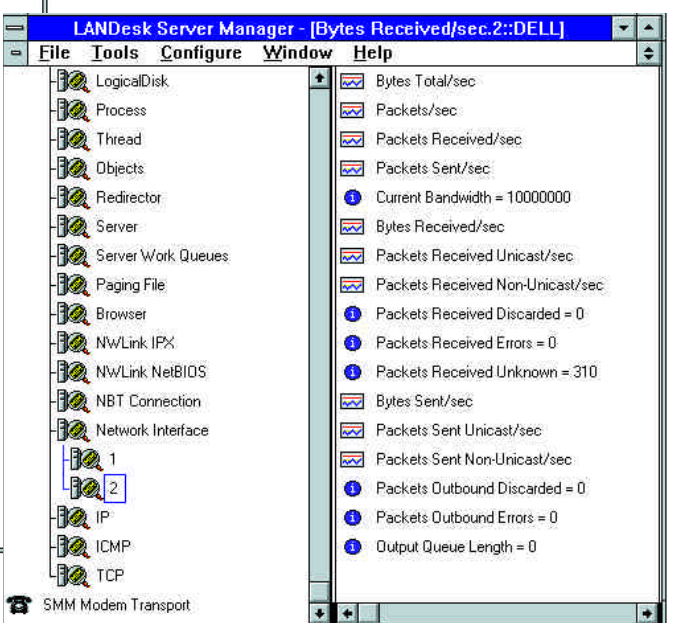 LANDesk Server Manager - [Bytes Received/sec.2::DELL]
File Tools Configure Window Help
LogicalDisk
Process
Thread
Objects
Redirector
Server
Server Work Queues
Paging File
Browser
NWLink IPX
NWLink NetBIOS
NBT Connection
Network Interface
1
2
IP
ICMP
TCP
SMM Modem Transport
Bytes Total/sec
Packets/sec
Packets Received/sec
Packets Sent/sec
Current Bandwidth = 10000000
Bytes Received/sec
Packets Received Unicast/sec
Packets Received Non-Unicast/sec
Packets Received Discarded = 0
Packets Received Errors = 0
Packets Received Unknown = 310
Bytes Sent/sec
Packets Sent Unicast/sec
Packets Sent Non-Unicast/sec
Packets Outbound Discarded = 0
Packets Outbound Errors = 0
Output Queue Length = 0